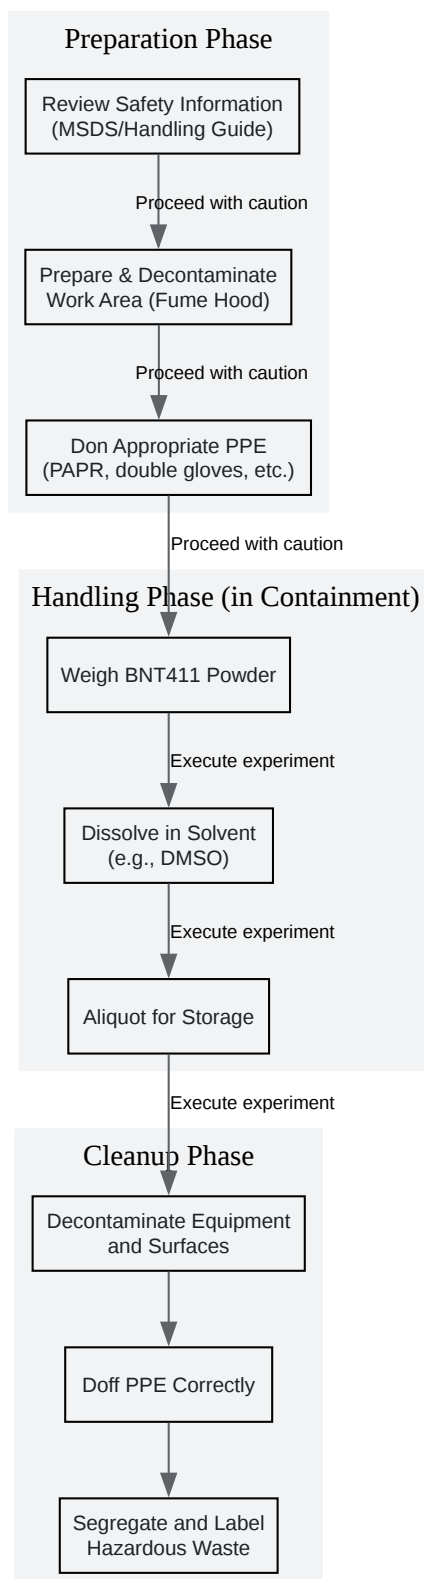 Preparation Phase
Review Safety Information
(MSDS/Handling Guide)
Proceed with caution
Prepare & Decontaminate
Work Area (Fume Hood)
Proceed with caution
Don Appropriate PPE
(PAPR, double gloves, etc.)
Proceed with caution
Handling Phase (in Containment)
Weigh BNT411 Powder
Execute experiment
Dissolve in Solvent
(e.g., DMSO)
Execute experiment
Aliquot for Storage
Execute experiment
Cleanup Phase
Decontaminate Equipment
and Surfaces
Doff PPE Correctly
Segregate and Label
Hazardous Waste